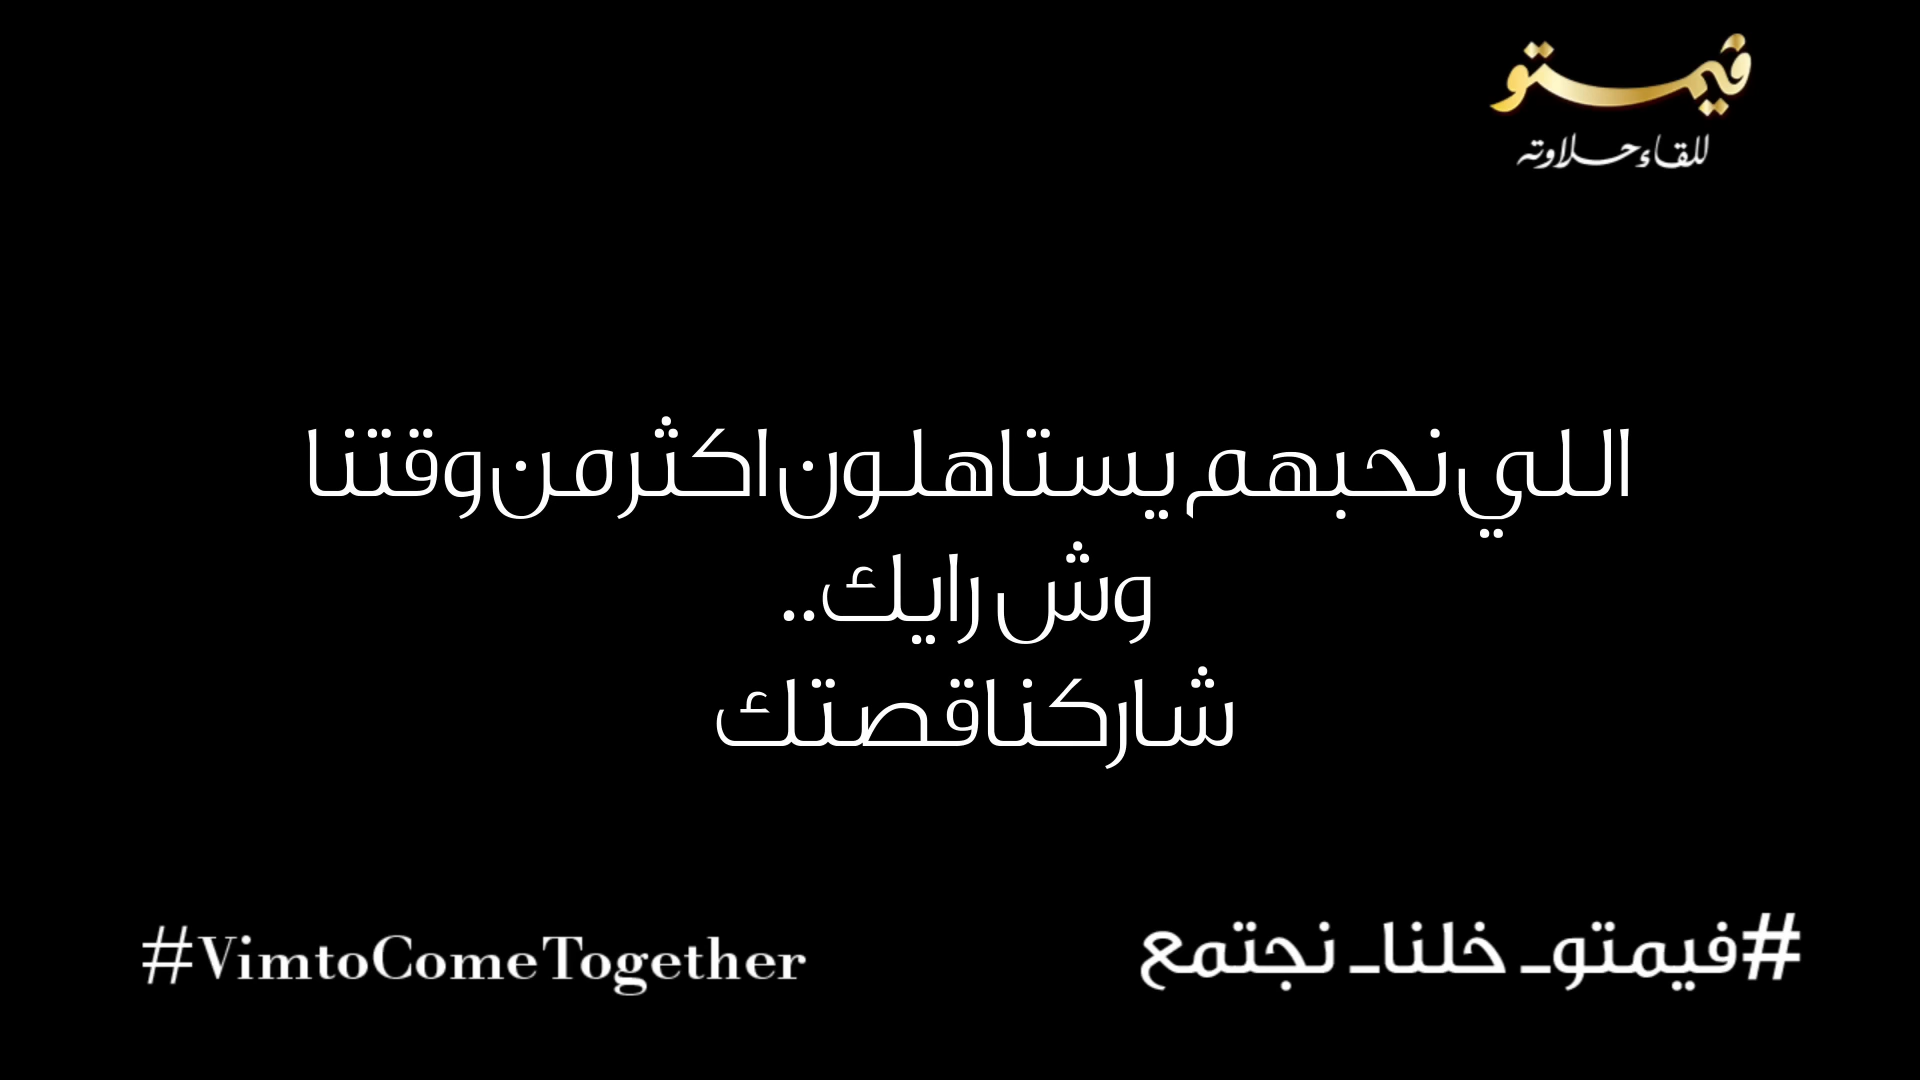 فيمتو
للقاء حلاوته
اللي نحبهم يستاهلون اكثر من وقتنا
وش رايك..
شاركنا قصتك
#فيمتو_خلنا_نجتمع
#VimtoComeTogether